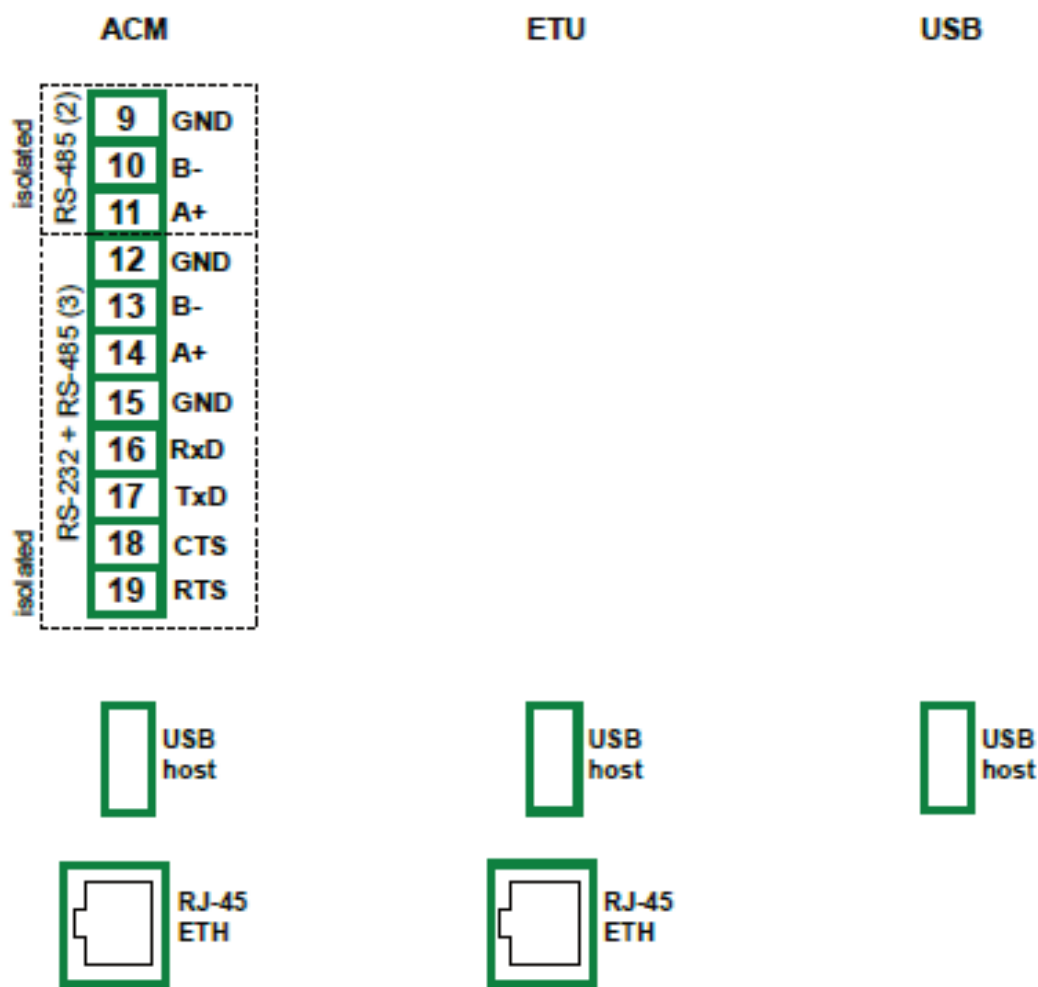 ACM
ETU
USB
isolated
RS-485 (2)
9 GND
10 B-
11 A+
isolated
RS-232 + RS-485 (3)
12 GND
13 B-
14 A+
15 GND
16 RxD
17 TxD
18 CTS
19 RTS
USB
host
USB
host
USB
host
RJ-45
ETH
RJ-45
ETH